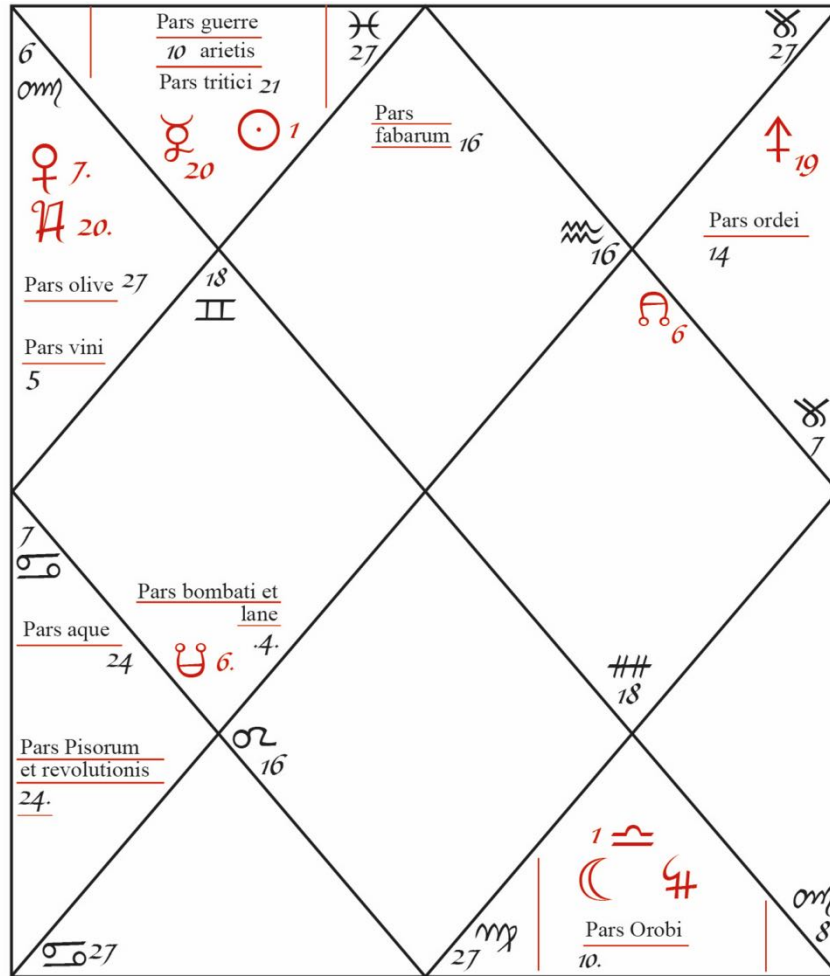 6
Pars guerre
10 arietis
Pars tritici 21
20
☉ 1
♓
27
Pars
fabarum 16
27
19
Pars ordei
14
♀ 7.
20.
Pars olive 27
Pars vini
5
18
♊
♒
16
☊ 6
7
7
♋
Pars aque
24
Pars bombati et
lane
.4.
☋ 6.
Pars Pisorum
et revolutionis
24.
♌
16
18
♋ 27
27 ♍
1 ♎
☾
Pars Orobi
10.
8